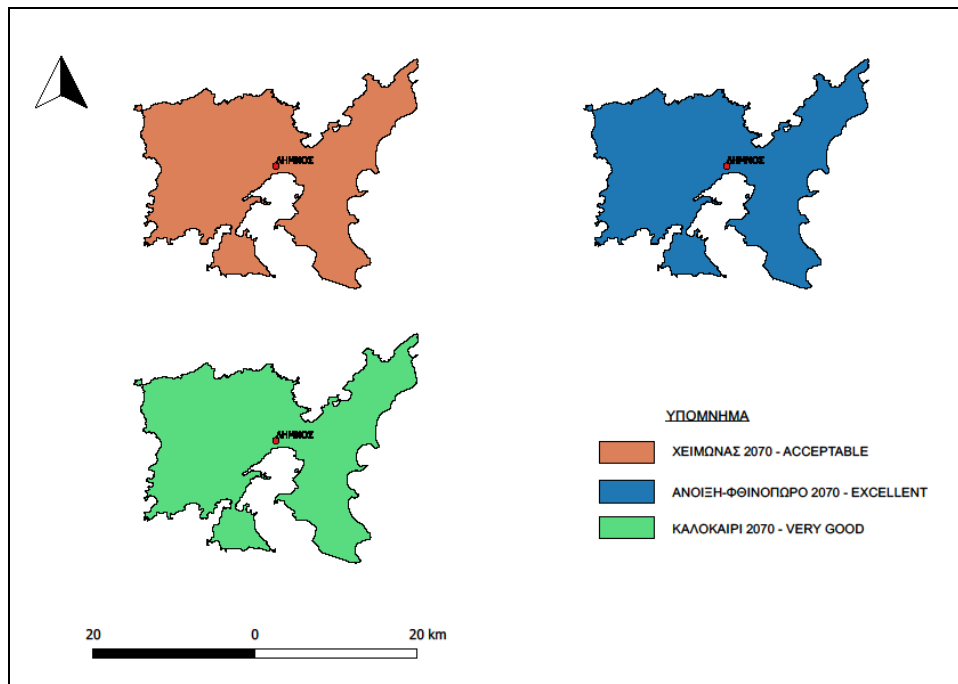 ΛΗΜΝΟΣ
ΛΗΜΝΟΣ
ΛΗΜΝΟΣ
ΥΠΟΜΝΗΜΑ
ΧΕΙΜΩΝΑΣ 2070 - ACCEPTABLE
ΑΝΟΙΞΗ-ΦΘΙΝΟΠΩΡΟ 2070 - EXCELLENT
ΚΑΛΟΚΑΙΡΙ 2070 - VERY GOOD
20 0 20 km